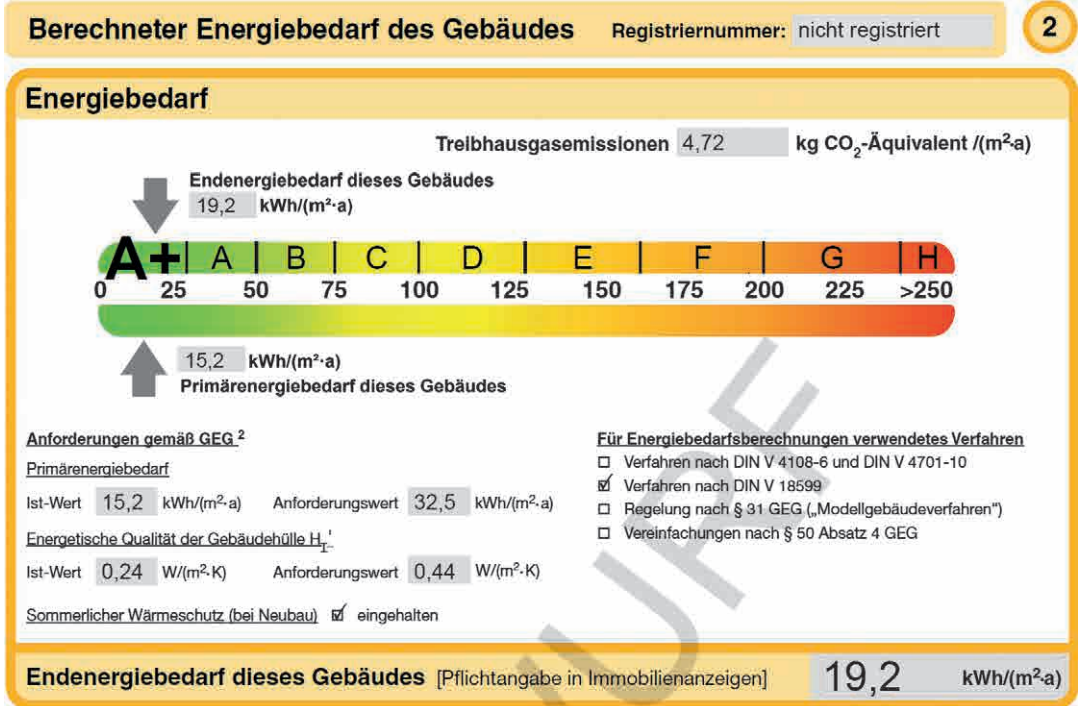 Berechneter Energiebedarf des Gebäudes Registriernummer: nicht registriert 2
Energiebedarf
Treibhausgasemissionen 4,72 kg CO₂-Äquivalent /(m²·a)
Endenergiebedarf dieses Gebäudes
19,2 kWh/(m²·a)
A+ A B C D E F G H
0 25 50 75 100 125 150 175 200 225 >250
15,2 kWh/(m²·a)
Primärenergiebedarf dieses Gebäudes
Anforderungen gemäß GEG ²
Primärenergiebedarf
Ist-Wert 15,2 kWh/(m²·a) Anforderungswert 32,5 kWh/(m²·a)
Energetische Qualität der Gebäudehülle H_T'
Ist-Wert 0,24 W/(m²·K) Anforderungswert 0,44 W/(m²·K)
Sommerlicher Wärmeschutz (bei Neubau) ☑ eingehalten
Für Energiebedarfsberechnungen verwendetes Verfahren
☐ Verfahren nach DIN V 4108-6 und DIN V 4701-10
☑ Verfahren nach DIN V 18599
☐ Regelung nach § 31 GEG („Modellgebäudeverfahren")
☐ Vereinfachungen nach § 50 Absatz 4 GEG
Endenergiebedarf dieses Gebäudes [Pflichtangabe in Immobilienanzeigen] 19,2 kWh/(m²·a)